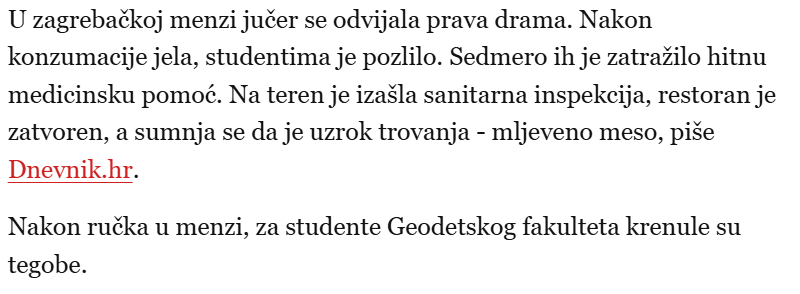 U zagrebačkoj menzi jučer se odvijala prava drama. Nakon
konzumacije jela, studentima je pozlilo. Sedmero ih je zatražilo hitnu
medicinsku pomoć. Na teren je izašla sanitarna inspekcija, restoran je
zatvoren, a sumnja se da je uzrok trovanja - mljeveno meso, piše
Dnevnik.hr.
Nakon ručka u menzi, za studente Geodetskog fakulteta krenule su
tegobe.